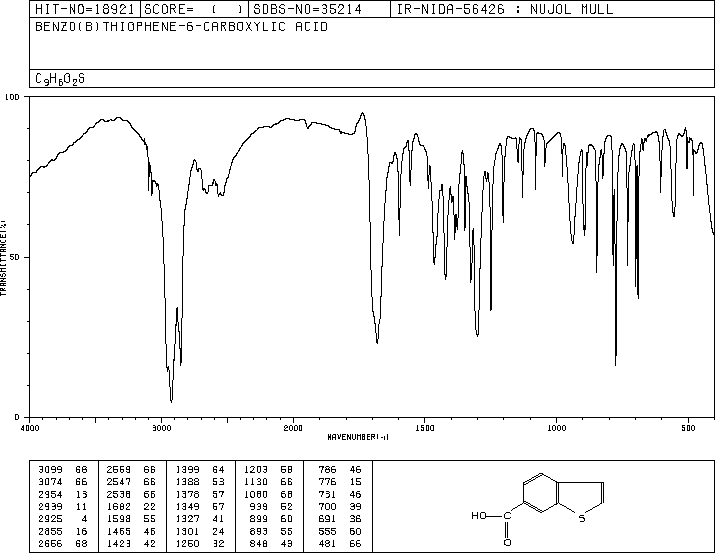 HIT-NO=18921 SCORE= ( ) SDBS-NO=35214 IR-NIDA-56426 : NUJOL MULL
BENZO(B)THIOPHENE-6-CARBOXYLIC ACID
C9H6O2S
100
50
0
TRANSMITTANCE(%)
4000 3000 2000 1500 1000 500
WAVENUMBER(-1)
3099 68 2569 66 1399 64 1203 58 786 46
3074 66 2547 66 1388 53 1130 66 776 15
2954 13 2538 66 1378 57 1080 68 731 46
2939 11 1682 22 1349 57 939 52 700 39
2925 4 1598 55 1327 41 899 60 691 36
2855 16 1465 46 1301 24 893 55 555 60
2656 68 1423 42 1250 32 848 43 481 66
HO C S
O